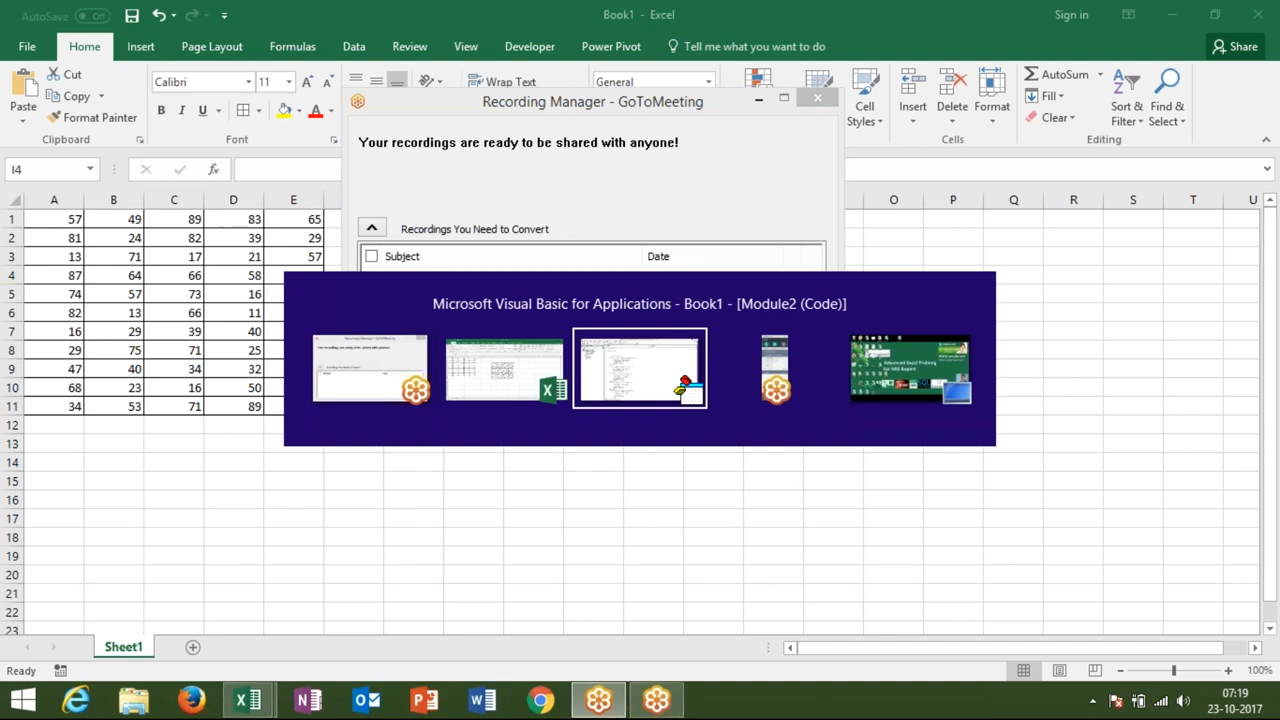 AutoSave Off
Book1 - Excel
Sign in
File Home Insert Page Layout Formulas Data Review View Developer Power Pivot Tell me what you want to do Share
Paste
Cut
Copy
Format Painter
Clipboard
Calibri 11
B I U
Font
Wrap Text
General
Cell Styles
Insert Delete Format
Cells
AutoSum
Fill
Clear
Sort & Filter
Find & Select
Editing
Recording Manager - GoToMeeting
Your recordings are ready to be shared with anyone!
Recordings You Need to Convert
Subject Date
I4
A B C D E O P Q R S T U
1 57 49 89 83 65
2 81 24 82 39 29
3 13 71 17 21 57
4 87 64 66 58
5 74 57 73 16
6 82 13 66 11
7 16 29 39 40
8 29 75 71 25
9 47 40 34 32
10 68 23 16 50
11 34 53 71 89
12
13
14
15
16
17
18
19
20
21
22
23
Microsoft Visual Basic for Applications - Book1 - [Module2 (Code)]
Advanced Excel Training
for MIS Report
Sheet1
Ready
100%
07:19
23-10-2017